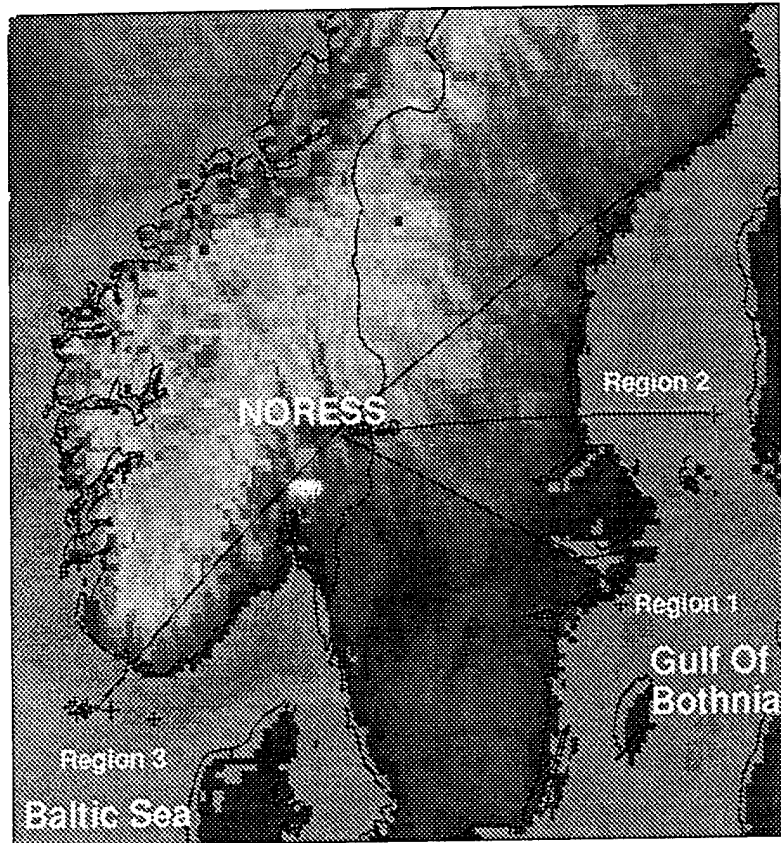 Region 2
NORESS
Region 1
Gulf Of
Bothnia
Region 3
Baltic Sea